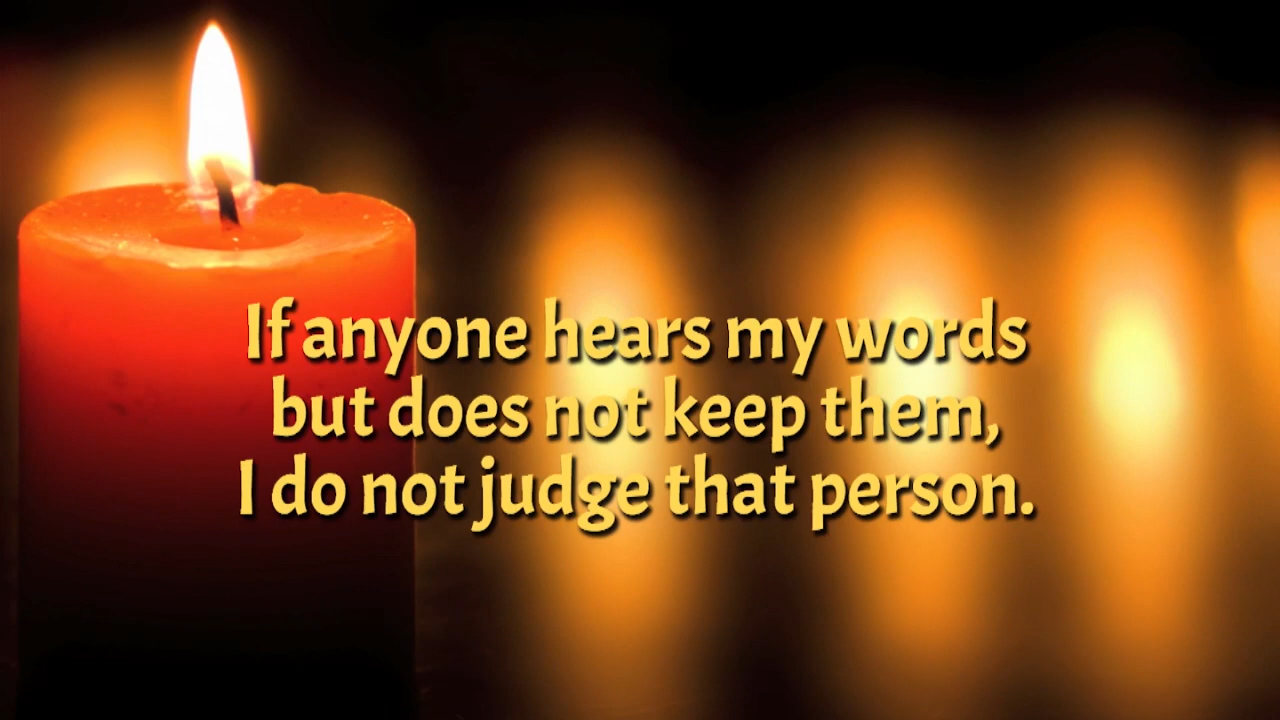 If anyone hears my words
but does not keep them,
I do not judge that person.